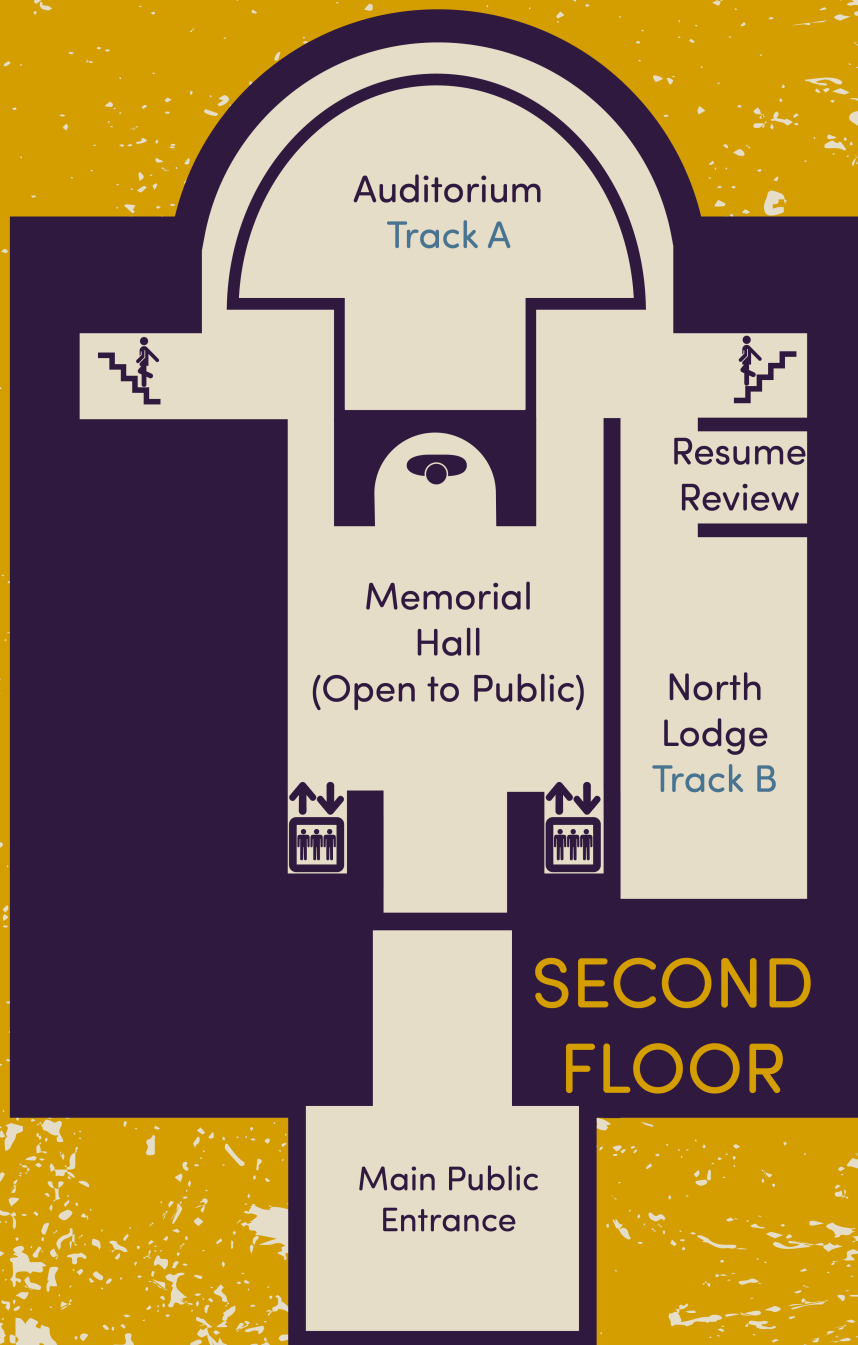 Auditorium
Track A
Resume
Review
Memorial
Hall
(Open to Public)
North
Lodge
Track B
SECOND
FLOOR
Main Public
Entrance